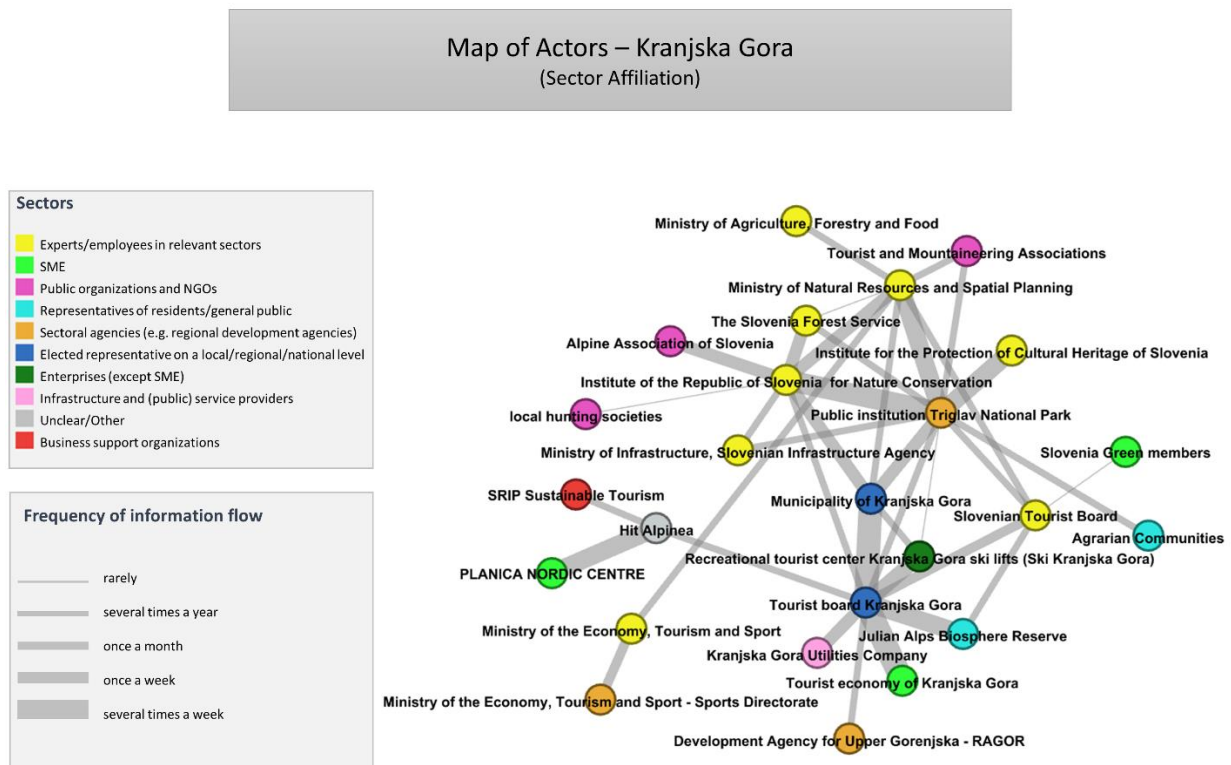 Map of Actors – Kranjska Gora
(Sector Affiliation)
Sectors
Experts/employees in relevant sectors
SME
Public organizations and NGOs
Representatives of residents/general public
Sectoral agencies (e.g. regional development agencies)
Elected representative on a local/regional/national level
Enterprises (except SME)
Infrastructure and (public) service providers
Unclear/Other
Business support organizations
Frequency of information flow
rarely
several times a year
once a month
once a week
several times a week
Ministry of Agriculture, Forestry and Food
Tourist and Mountaineering Associations
Ministry of Natural Resources and Spatial Planning
The Slovenia Forest Service
Alpine Association of Slovenia
Institute for the Protection of Cultural Heritage of Slovenia
Institute of the Republic of Slovenia for Nature Conservation
local hunting societies
Public institution Triglav National Park
Ministry of Infrastructure, Slovenian Infrastructure Agency
Slovenia Green members
SRIP Sustainable Tourism
Municipality of Kranjska Gora
Slovenian Tourist Board
Hit Alpinea
Agrarian Communities
Recreational tourist center Kranjska Gora ski lifts (Ski Kranjska Gora)
PLANICA NORDIC CENTRE
Tourist board Kranjska Gora
Ministry of the Economy, Tourism and Sport
Julian Alps Biosphere Reserve
Kranjska Gora Utilities Company
Tourist economy of Kranjska Gora
Ministry of the Economy, Tourism and Sport - Sports Directorate
Development Agency for Upper Gorenjska - RAGOR